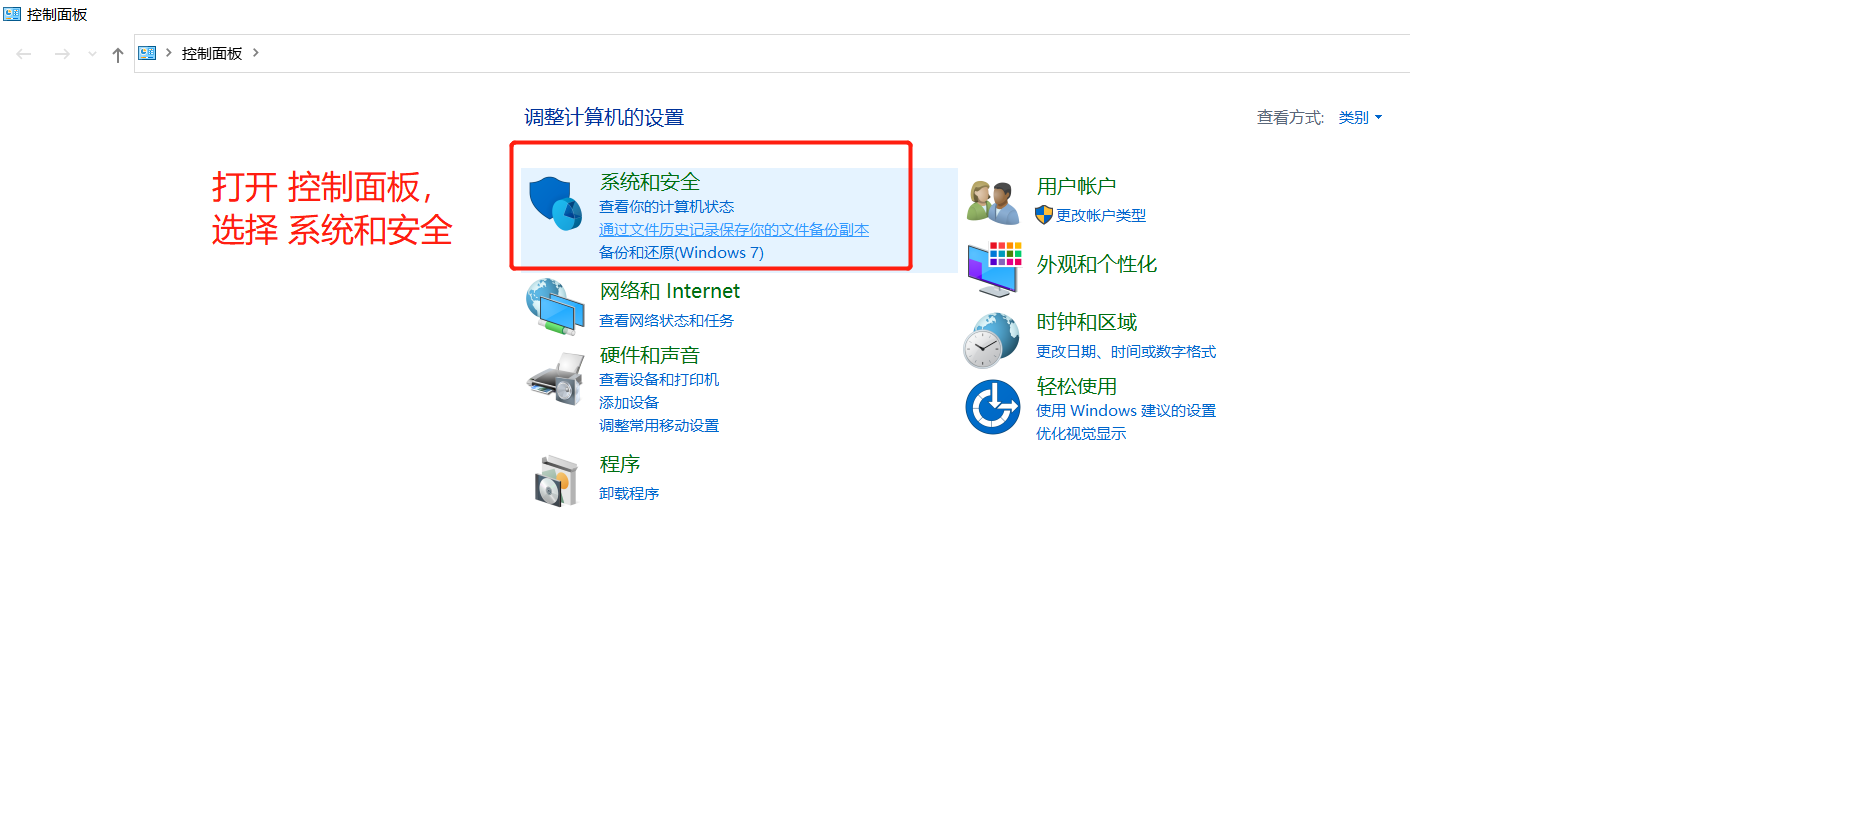 控制面板
控制面板
调整计算机的设置
查看方式: 类别
打开 控制面板，
选择 系统和安全
系统和安全
查看你的计算机状态
通过文件历史记录保存你的文件备份副本
备份和还原(Windows 7)
网络和 Internet
查看网络状态和任务
硬件和声音
查看设备和打印机
添加设备
调整常用移动设置
程序
卸载程序
用户帐户
更改帐户类型
外观和个性化
时钟和区域
更改日期、时间或数字格式
轻松使用
使用 Windows 建议的设置
优化视觉显示